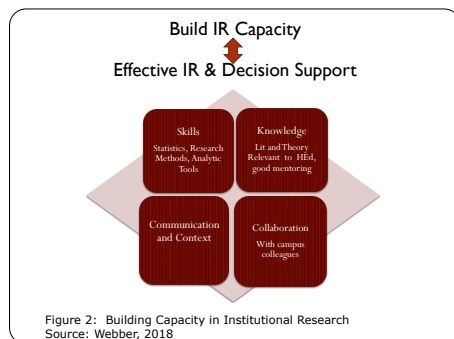 Build IR Capacity
Effective IR & Decision Support
Skills
Statistics, Research
Methods, Analytic
Tools
Knowledge
Lit and Theory
Relevant to HEd,
good mentoring
Communication
and Context
Collaboration
With campus
colleagues
Figure 2: Building Capacity in Institutional Research
Source: Webber, 2018